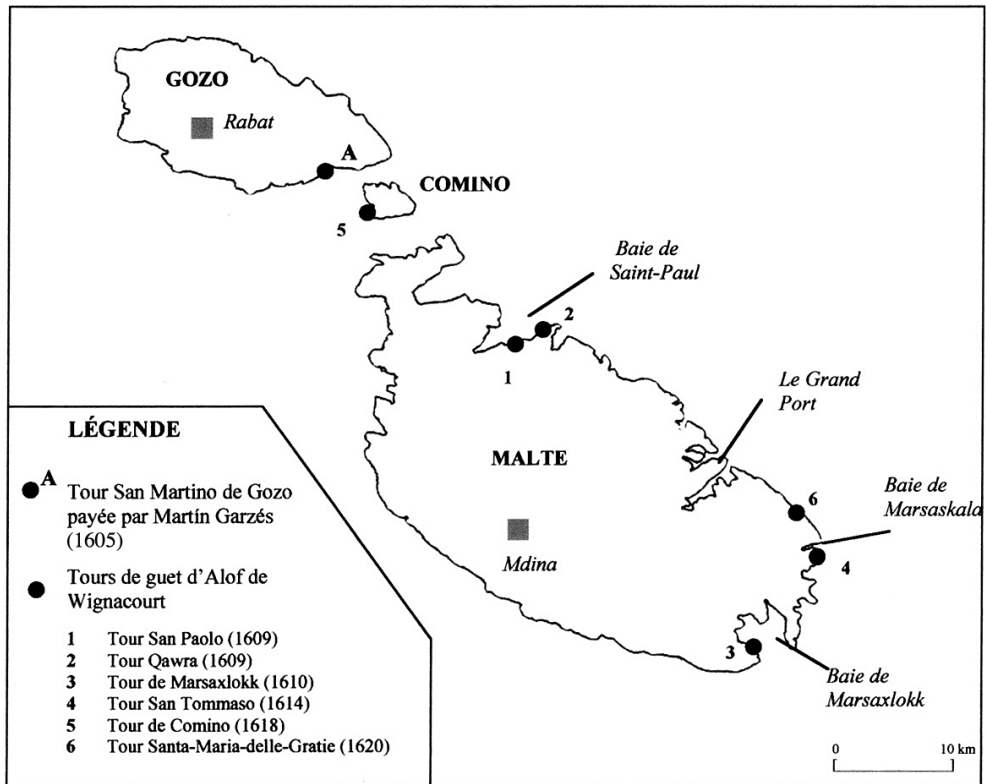 GOZO
Rabat
A
COMINO
5
Baie de
Saint-Paul
2
1
Le Grand
Port
MALTE
6
Baie de
Marsaskala
Mdina
4
3
Baie de
Marsaxlokk
0 10 km
LÉGENDE
A Tour San Martino de Gozo
payée par Martín Garzés
(1605)
Tours de guet d’Alof de
Wignacourt
1 Tour San Paolo (1609)
2 Tour Qawra (1609)
3 Tour de Marsaxlokk (1610)
4 Tour San Tommaso (1614)
5 Tour de Comino (1618)
6 Tour Santa-Maria-delle-Gratie (1620)